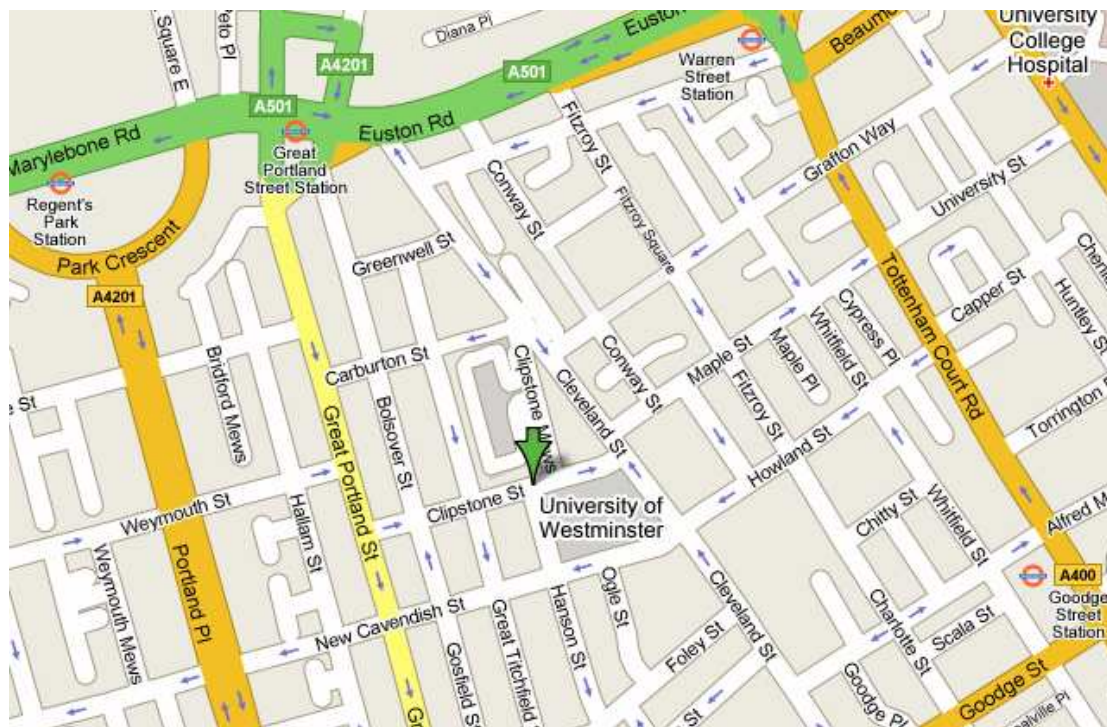 Square E
eto Pl
Diana Pl
Euston
A4201
A501
Beaumo
University
College
Hospital
Warren
Street
Station
A501
Marylebone Rd
Euston Rd
Great
Portland
Street Station
Regent's
Park
Station
Park Crescent
A4201
Fitzroy St
Conway St
Grafton Way
University St
Fitzroy Square
Greenwell St
Tottenham Court Rd
Capper St
Huntley St
Maple St
Cypress Pl
Whitfield St
Maple Pl
Bridford Mews
Carburton St
Clipstone Mews
Conway St
Cleveland St
Fitzroy St
e St
Bolsover St
Great Portland St
Torrington
Howland St
Weymouth St
Hallam St
Clipstone St
University of
Westminster
Chitty St
Whitfield St
Alfred M
A400
Goodge
Street
Station
Weymouth Mews
Portland Pl
New Cavendish St
Ogle St
Hanson St
Great Titchfield St
Gosfield St
Cleveland St
Foley St
Charlotte St
Scala St
Goodge Pl
Goodge St